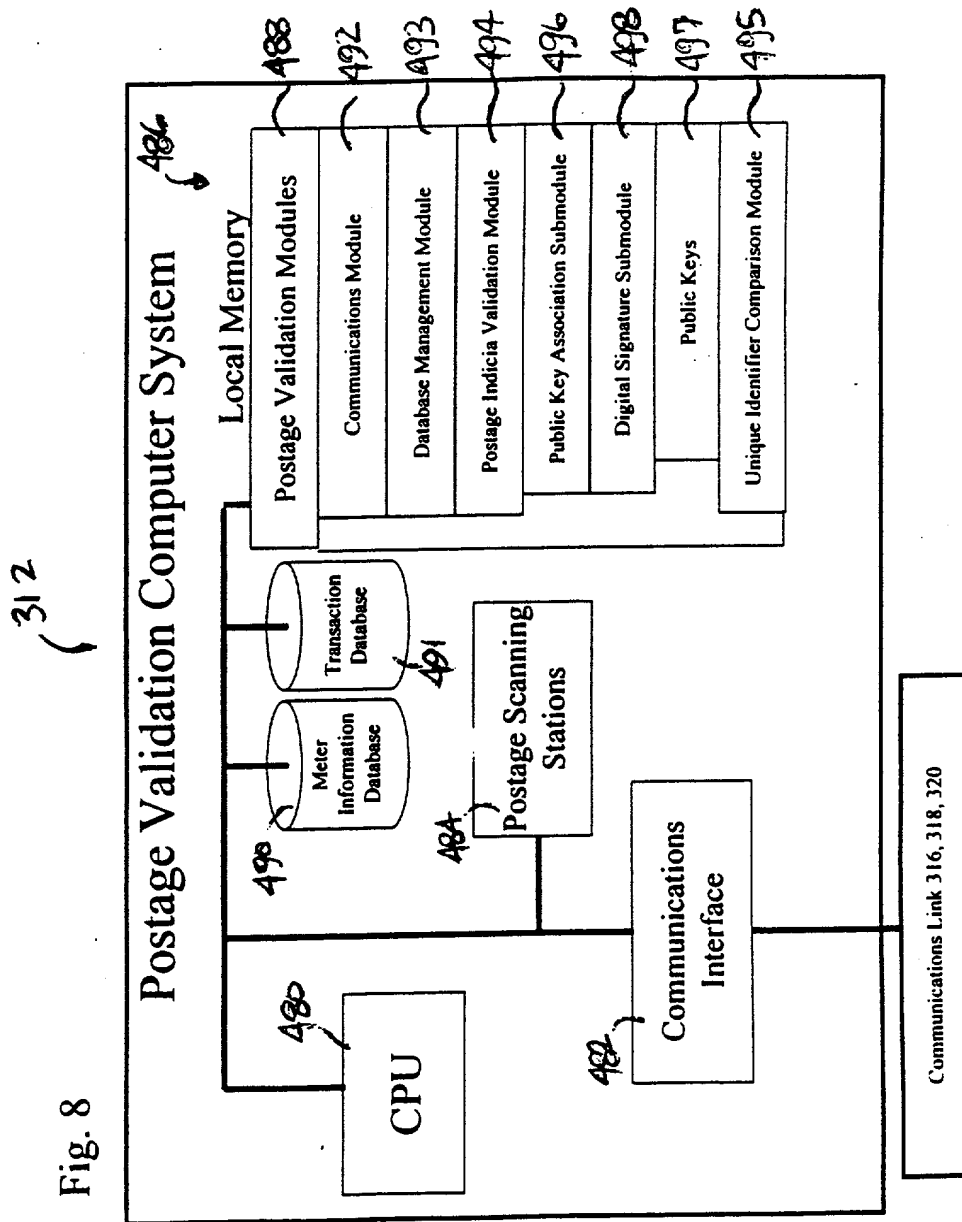 Fig. 8
312
Postage Validation Computer System
CPU
480
Communications
Interface
482
Postage Scanning
Stations
484
Meter
Information
Database
490
Transaction
Database
491
Local Memory
486
Postage Validation Modules
488
Communications Module
492
Database Management Module
493
Postage Indicia Validation Module
494
Public Key Association Submodule
496
Digital Signature Submodule
498
Public Keys
497
Unique Identifier Comparison Module
495
Communications Link 316, 318, 320